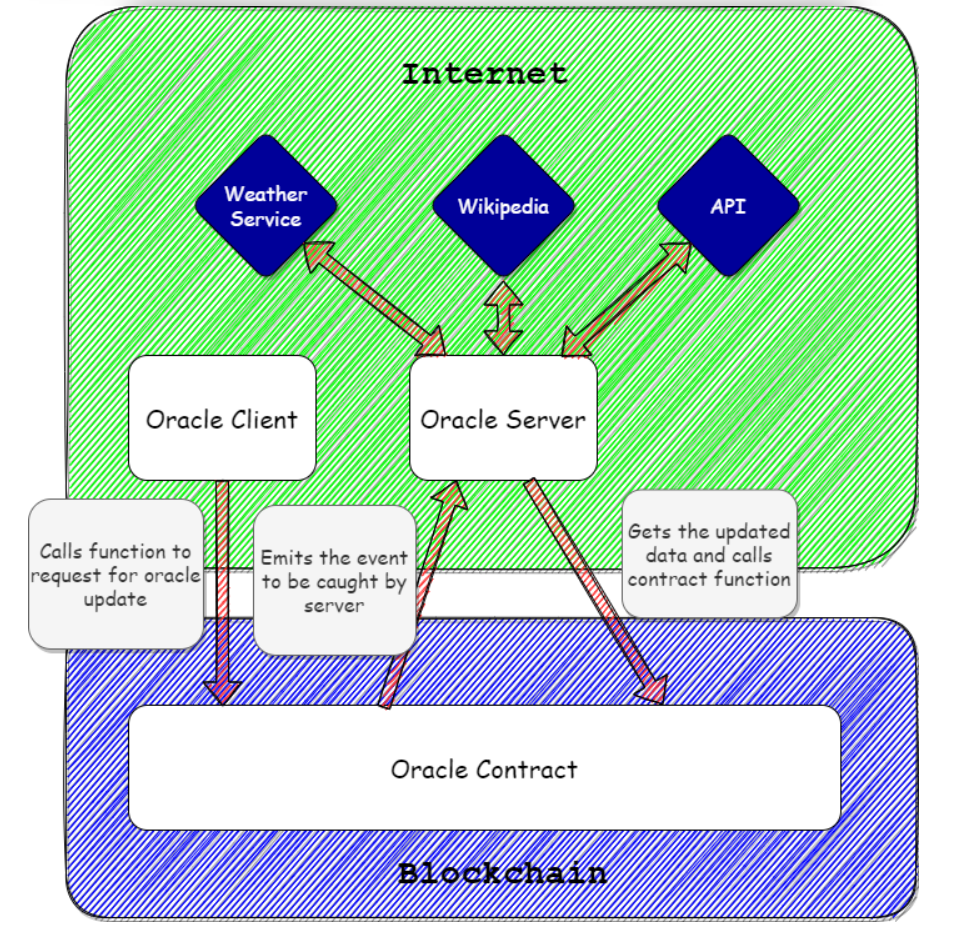 Internet
Weather
Service
Wikipedia
API
Oracle Client
Oracle Server
Calls function to
request for oracle
update
Emits the event
to be caught by
server
Gets the updated
data and calls
contract function
Oracle Contract
Blockchain